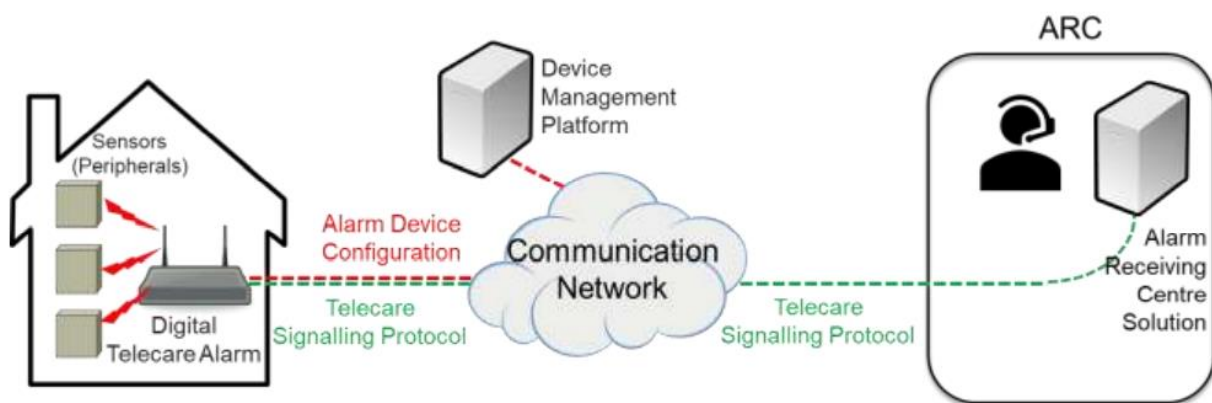 ARC
Device
Management
Platform
Sensors
(Peripherals)
Alarm Device
Configuration
Communication
Network
Alarm
Receiving
Centre
Solution
Digital
Telecare Alarm
Telecare
Signalling Protocol
Telecare
Signalling Protocol